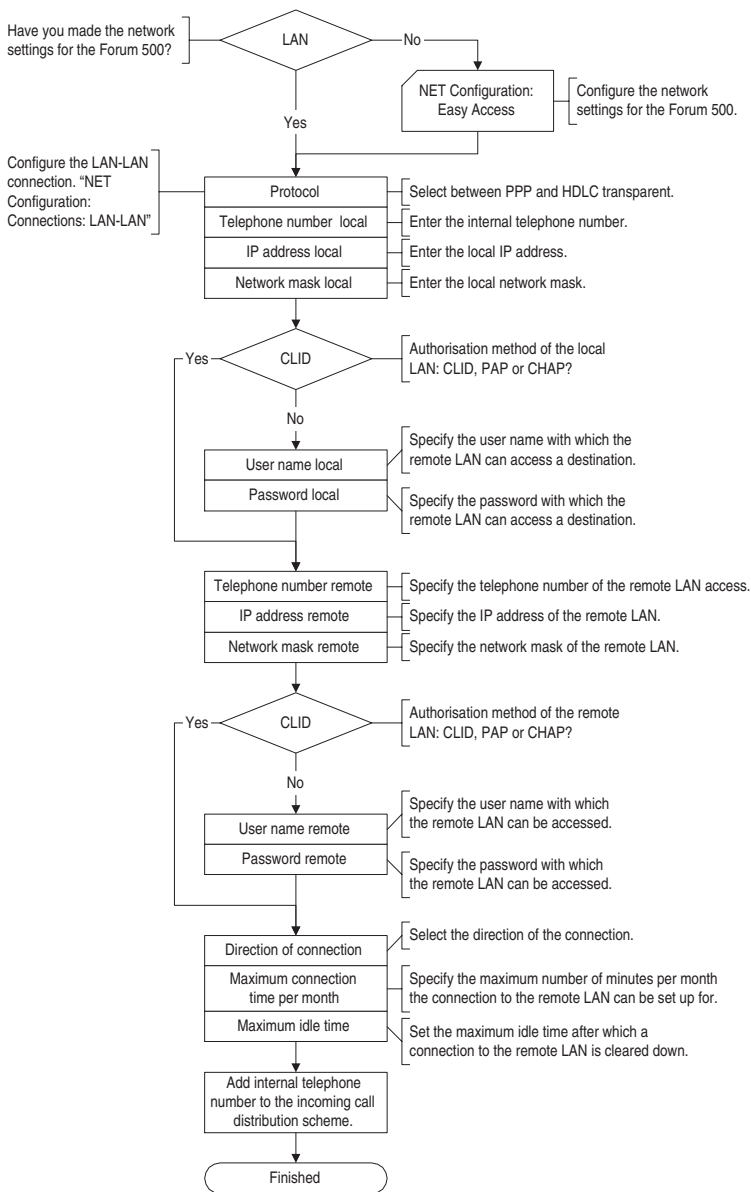 Have you made the network
settings for the Forum 500?
LAN
No
NET Configuration:
Easy Access
Configure the network
settings for the Forum 500.
Yes
Configure the LAN-LAN
connection. “NET
Configuration:
Connections: LAN-LAN”
Protocol
Select between PPP and HDLC transparent.
Telephone number local
Enter the internal telephone number.
IP address local
Enter the local IP address.
Network mask local
Enter the local network mask.
Yes
CLID
Authorisation method of the local
LAN: CLID, PAP or CHAP?
No
User name local
Specify the user name with which the
remote LAN can access a destination.
Password local
Specify the password with which the
remote LAN can access a destination.
Telephone number remote
Specify the telephone number of the remote LAN access.
IP address remote
Specify the IP address of the remote LAN.
Network mask remote
Specify the network mask of the remote LAN.
Yes
CLID
Authorisation method of the remote
LAN: CLID, PAP or CHAP?
No
User name remote
Specify the user name with which
the remote LAN can be accessed.
Password remote
Specify the password with which
the remote LAN can be accessed.
Direction of connection
Select the direction of the connection.
Maximum connection
time per month
Specify the maximum number of minutes per month
the connection to the remote LAN can be set up for.
Maximum idle time
Set the maximum idle time after which a
connection to the remote LAN is cleared down.
Add internal telephone
number to the incoming call
distribution scheme.
Finished